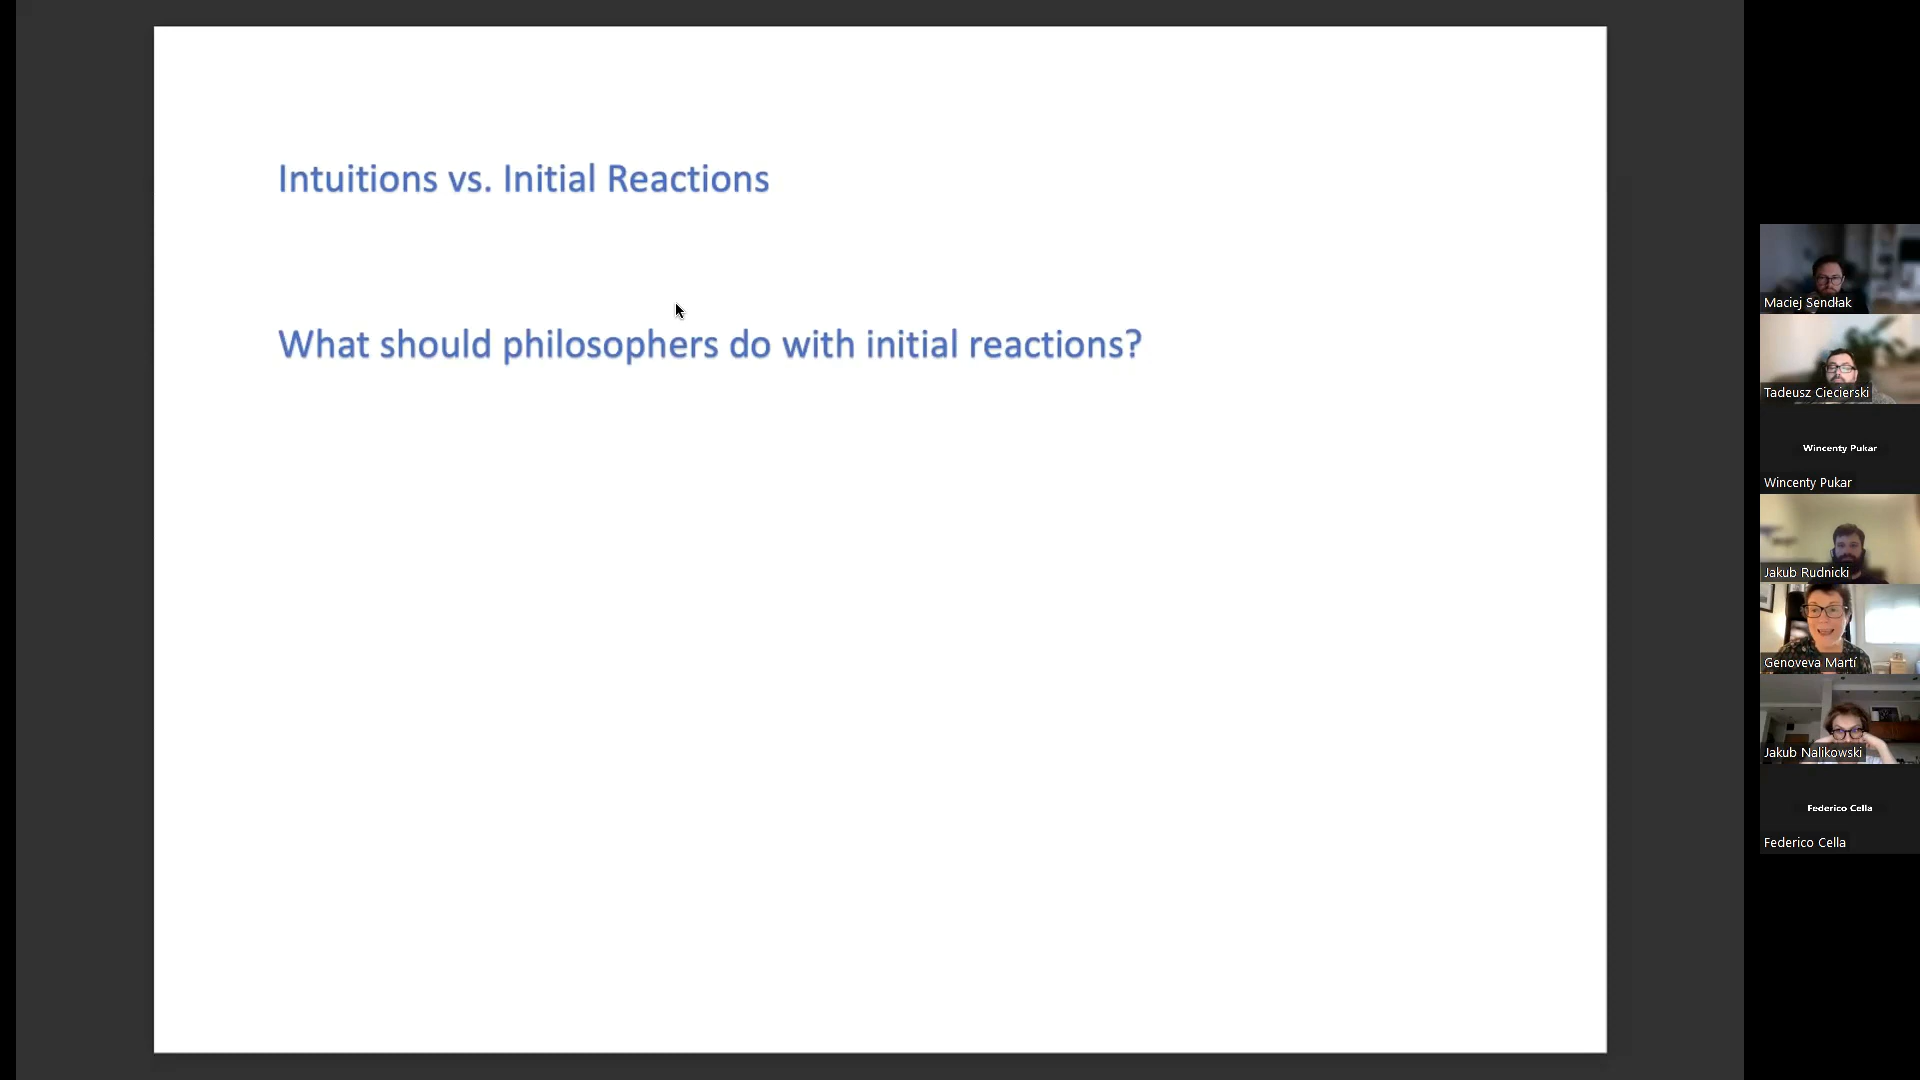 Intuitions vs. Initial Reactions
What should philosophers do with initial reactions?
Maciej Sendłak
Tadeusz Ciecierski
Wincenty Pukar
Wincenty Pukar
Jakub Rudnicki
Genoveva Martí
Jakub Nalikowski
Federico Cella
Federico Cella